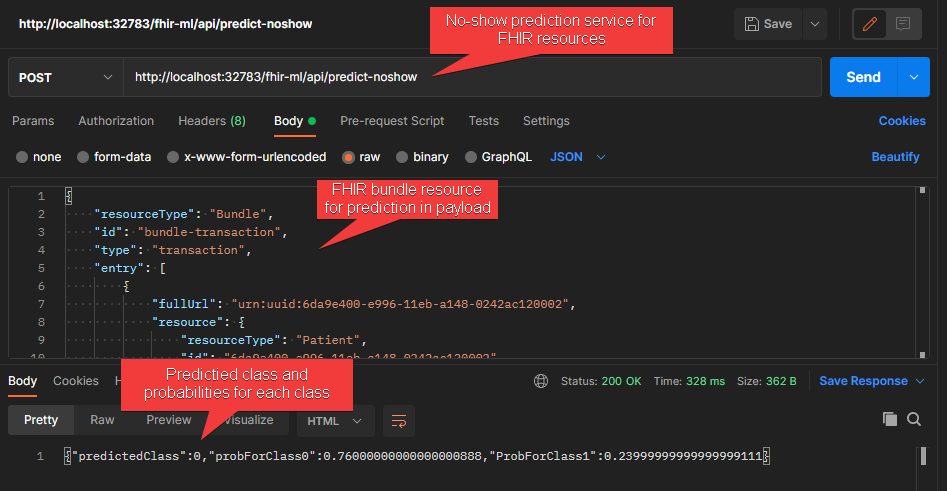 http://localhost:32783/fhir-ml/api/predict-noshow
Save
No-show prediction service for
FHIR resources
POST
http://localhost:32783/fhir-ml/api/predict-noshow
Send
Params Authorization Headers (8) Body Pre-request Script Tests Settings Cookies
none form-data x-www-form-urlencoded raw binary GraphQL JSON Beautify
FHIR bundle resource
for prediction in payload
1 {
2 "resourceType": "Bundle",
3 "id": "bundle-transaction",
4 "type": "transaction",
5 "entry": [
6 {
7 "fullUrl": "urn:uuid:6da9e400-e996-11eb-a148-0242ac120002",
8 "resource": {
9 "resourceType": "Patient",
10 "id": "6da9e400-e996-11eb-a148-0242ac120002"
Predictied class and
probabilities for each class
Body Cookies H Status: 200 OK Time: 328 ms Size: 362 B Save Response
Pretty Raw Preview Visualize HTML
1 {"predictedClass":0,"probForClass0":0.76000000000000000888,"ProbForClass1":0.23999999999999999111}